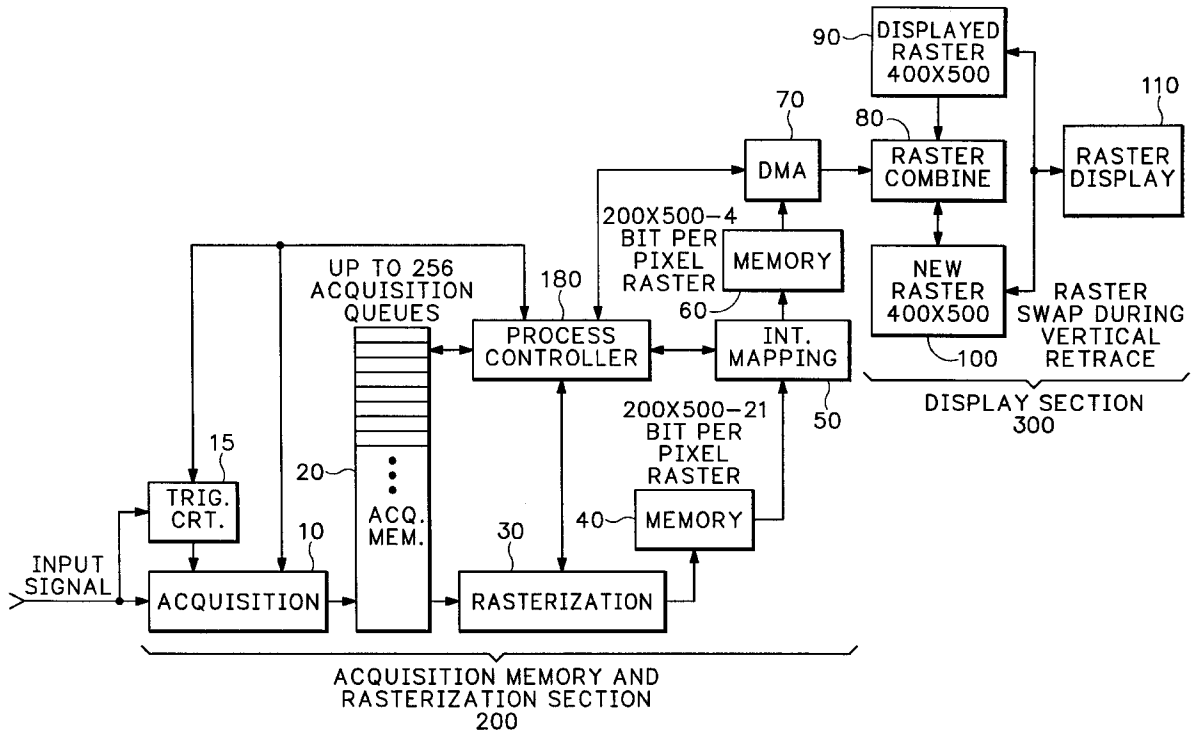 90
DISPLAYED
RASTER
400X500
110
70
80
DMA
RASTER
COMBINE
RASTER
DISPLAY
200X500-4
BIT PER
PIXEL
RASTER
MEMORY
60
NEW
RASTER
400X500
100
RASTER
SWAP DURING
VERTICAL
RETRACE
UP TO 256
ACQUISITION
QUEUES
180
PROCESS
CONTROLLER
INT.
MAPPING
50
DISPLAY SECTION
300
200X500-21
BIT PER
PIXEL
RASTER
15
20
TRIG.
CRT.
ACQ.
MEM.
40
MEMORY
INPUT
SIGNAL
10
ACQUISITION
30
RASTERIZATION
ACQUISITION MEMORY AND
RASTERIZATION SECTION
200